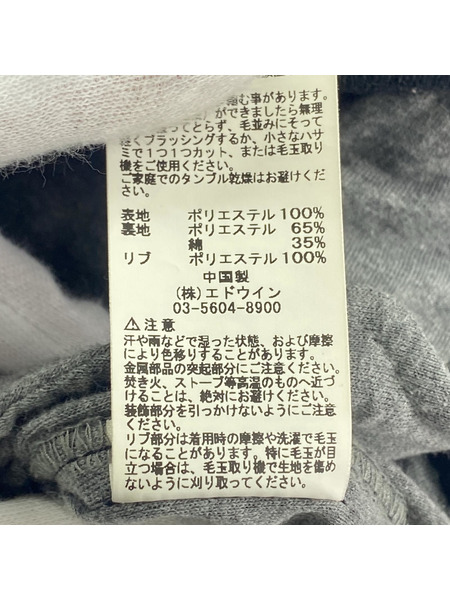 む事があります。
ができましたら無理
ってとらず、毛並みにそって
くブラッシングするか、小さなハサ
ミで1つ1つカット、または毛玉取り
機をご使用ください。
ご家庭でのタンブル乾燥はお避けくだ
さい。
表地 ポリエステル 100%
裏地 ポリエステル 65%
綿 35%
リブ ポリエステル 100%
中国製
(株)エドウイン
03-5604-8900
⚠注意
汗や雨などで湿った状態、および摩擦
により色移りすることがあります。
金属部品の突起部分にご注意ください。
焚き火、ストーブ等高温のものへ近づ
けることは、絶対にお避けください。
装飾部分を引っかけないようにご注意
ください。
リブ部分は着用時の摩擦や洗濯で毛玉
になることがあります。特に毛玉が目
立つ場合は、毛玉取り機で生地を傷め
ないように刈り取ってください。